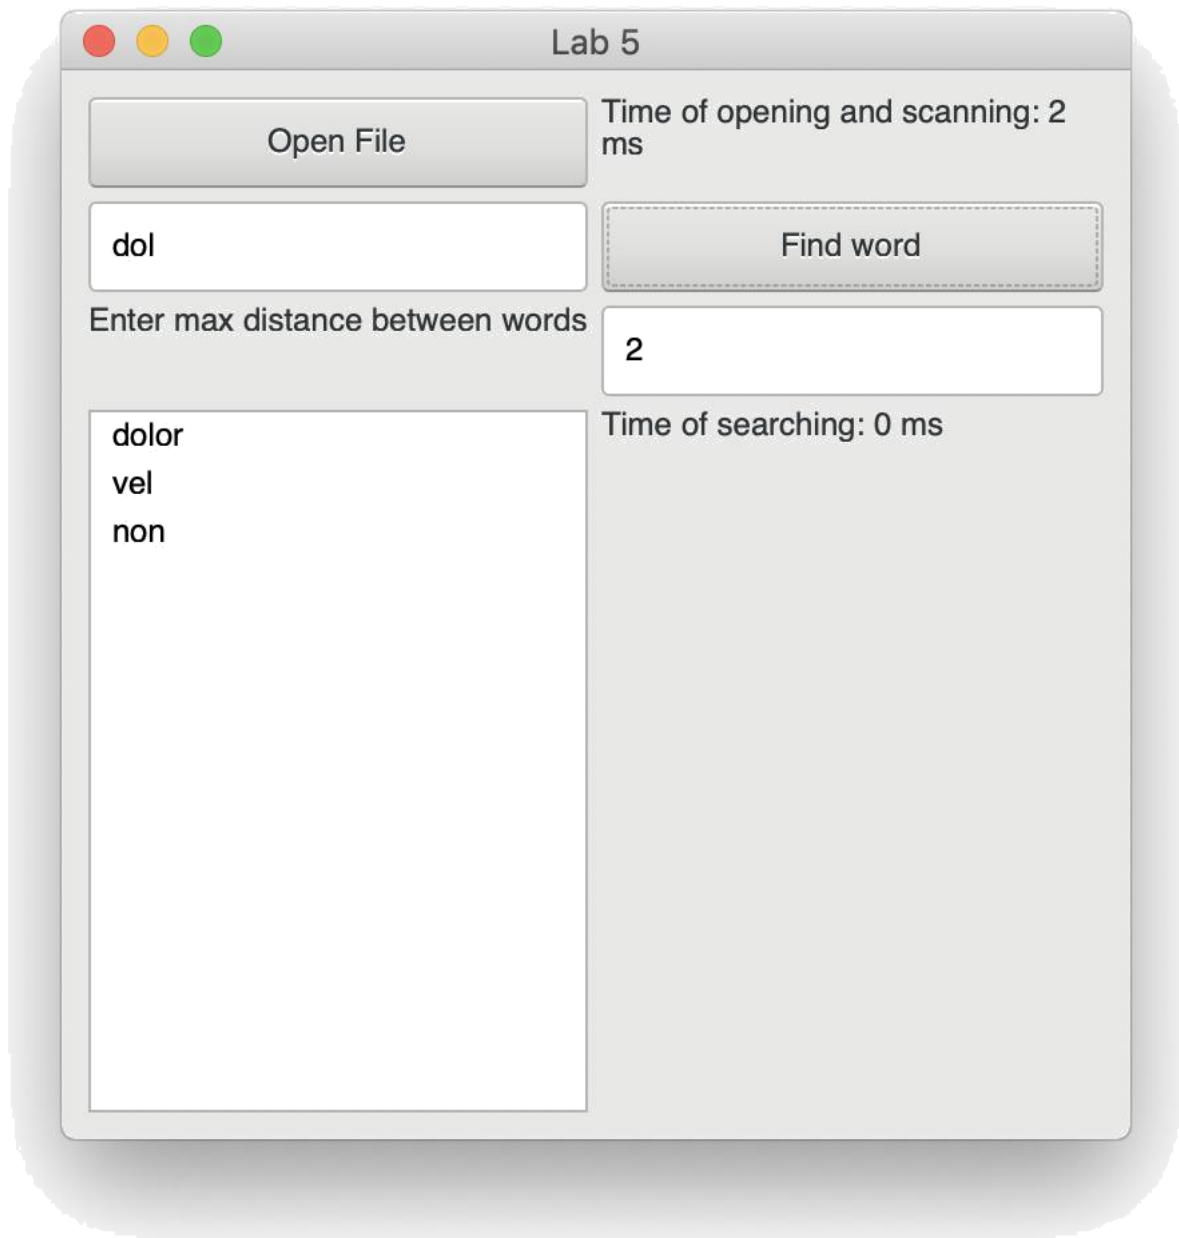 Lab 5
Open File
Time of opening and scanning: 2
ms
dol
Find word
Enter max distance between words
2
dolor
vel
non
Time of searching: 0 ms